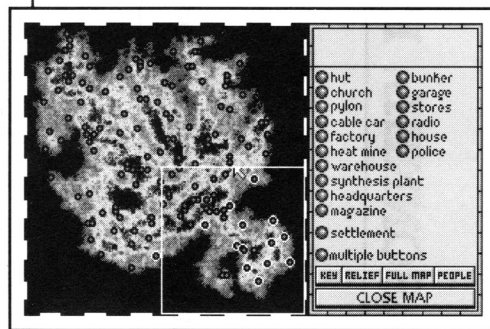 hut
bunker
church
garage
pylon
stores
cable car
radio
factory
house
heat mine
police
warehouse
synthesis plant
headquarters
magazine
settlement
multiple buttons
KEY RELIEF FULL MAP PEOPLE
CLOSE MAP